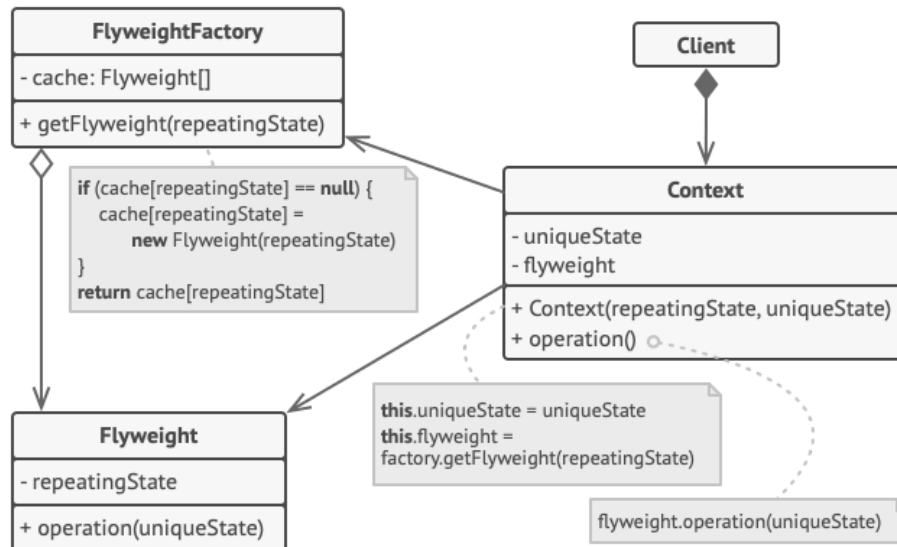 FlyweightFactory
- cache: Flyweight[]
+ getFlyweight(repeatingState)
if (cache[repeatingState] == null) {
cache[repeatingState] =
new Flyweight(repeatingState)
}
return cache[repeatingState]
Client
Context
- uniqueState
- flyweight
+ Context(repeatingState, uniqueState)
+ operation()
this.uniqueState = uniqueState
this.flyweight =
factory.getFlyweight(repeatingState)
flyweight.operation(uniqueState)
Flyweight
- repeatingState
+ operation(uniqueState)